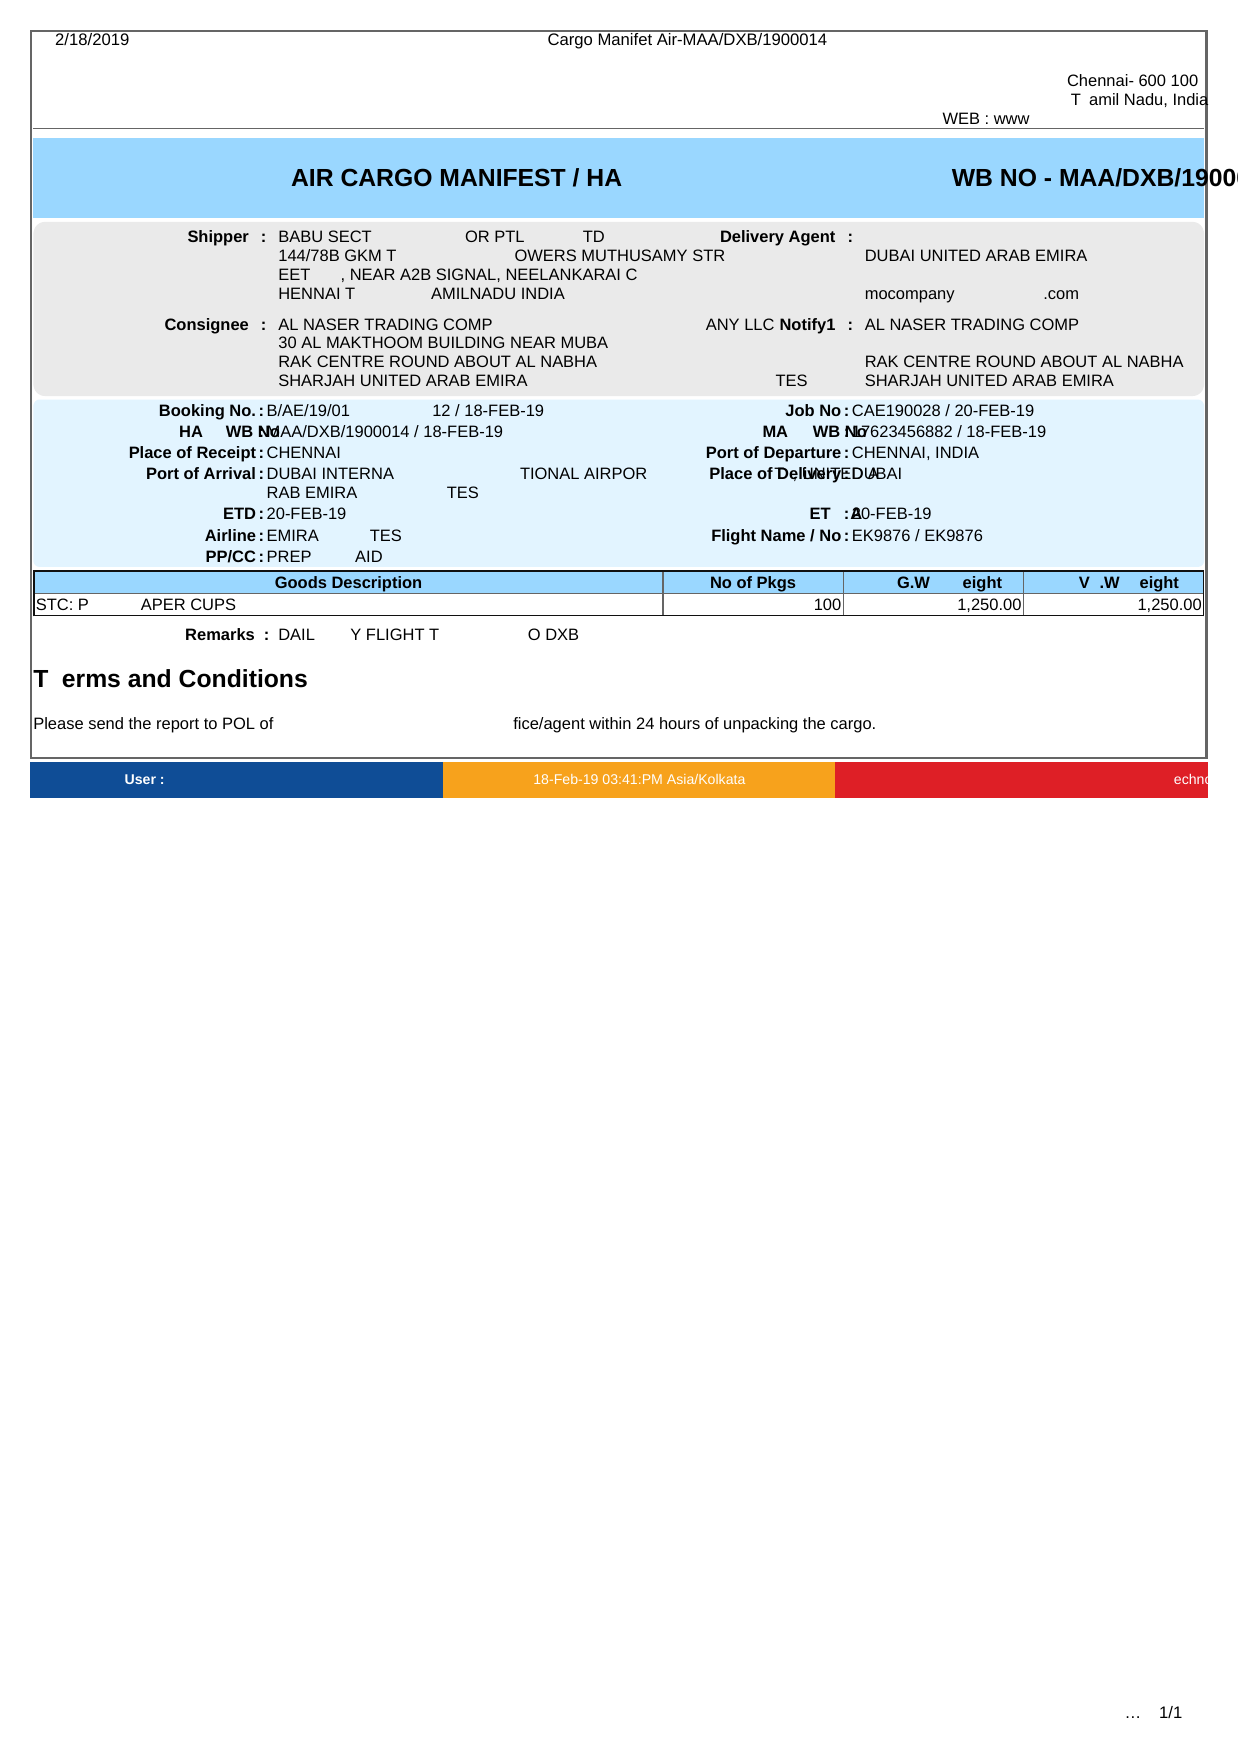 2/18/2019 Cargo Manifet Air-MAA/DXB/1900014
Chennai- 600 100
T amil Nadu, India
WEB : www
AIR CARGO MANIFEST / HA WB NO - MAA/DXB/1900
Shipper : BABU SECT OR PTL TD Delivery Agent :
144/78B GKM T OWERS MUTHUSAMY STR DUBAI UNITED ARAB EMIRA
EET , NEAR A2B SIGNAL, NEELANKARAI C
HENNAI T AMILNADU INDIA mocompany .com
Consignee : AL NASER TRADING COMP ANY LLC Notify1 : AL NASER TRADING COMP
30 AL MAKTHOOM BUILDING NEAR MUBA
RAK CENTRE ROUND ABOUT AL NABHA RAK CENTRE ROUND ABOUT AL NABHA
SHARJAH UNITED ARAB EMIRA TES SHARJAH UNITED ARAB EMIRA
Booking No. : B/AE/19/01 12 / 18-FEB-19 Job No : CAE190028 / 20-FEB-19
HA WB No : MAA/DXB/1900014 / 18-FEB-19 MA WB No : 17623456882 / 18-FEB-19
Place of Receipt : CHENNAI Port of Departure : CHENNAI, INDIA
Port of Arrival : DUBAI INTERNA TIONAL AIRPOR T, UNITED A Place of Delivery : DUBAI
RAB EMIRA TES
ETD : 20-FEB-19 ET A : 20-FEB-19
Airline : EMIRA TES Flight Name / No : EK9876 / EK9876
PP/CC : PREP AID
Goods Description No of Pkgs G.W eight V .W eight
STC: P APER CUPS 100 1,250.00 1,250.00
Remarks : DAIL Y FLIGHT T O DXB
T erms and Conditions
Please send the report to POL of fice/agent within 24 hours of unpacking the cargo.
User : 18-Feb-19 03:41:PM Asia/Kolkata echno
… 1/1